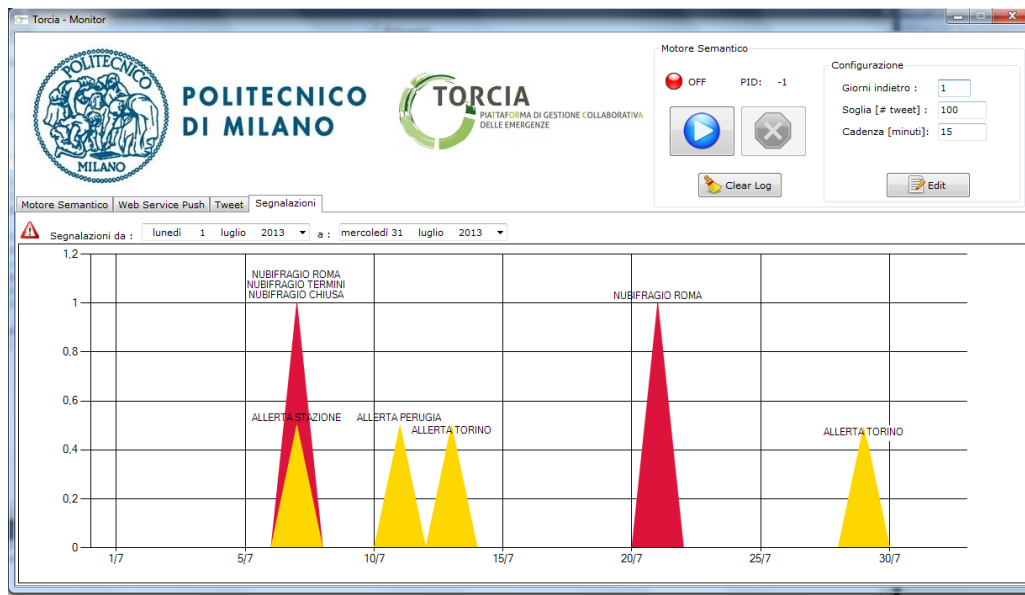 Torcia - Monitor
POLITECNICO
MILANO
POLITECNICO
DI MILANO
TORCIA
PIATTAFORMA DI GESTIONE COLLABORATIVA
DELLE EMERGENZE
Motore Semantico
OFF PID: -1
Clear Log
Configurazione
Giorni indietro : 1
Soglia [# tweet] : 100
Cadenza [minuti]: 15
Edit
Motore Semantico Web Service Push Tweet Segnalazioni
Segnalazioni da : lunedì 1 luglio 2013 a : mercoledì 31 luglio 2013
1,2
NUBIFRAGIO ROMA
NUBIFRAGIO TERMINI
NUBIFRAGIO CHIUSA
NUBIFRAGIO ROMA
1
0,8
0,6
ALLERTA STAZIONE ALLERTA PERUGIA
ALLERTA TORINO
ALLERTA TORINO
0,4
0,2
0
1/7 5/7 10/7 15/7 20/7 25/7 30/7